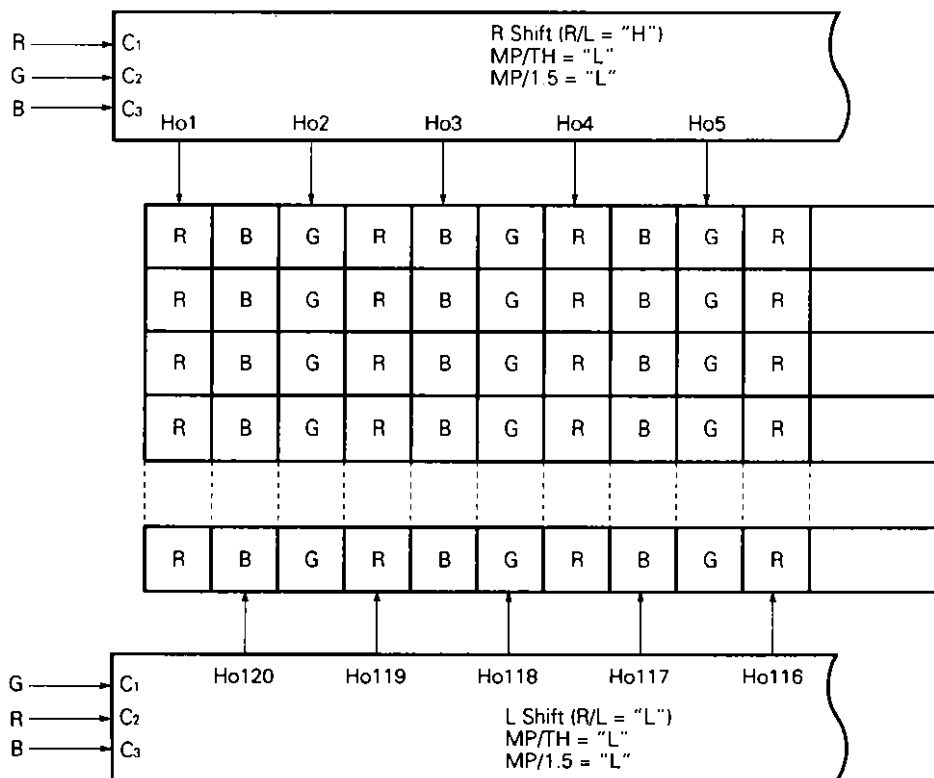 R Shift (R/L = "H")
R C₁
MP/TH = "L"
G C₂
MP/1.5 = "L"
B C₃
Ho1 Ho2 Ho3 Ho4 Ho5
R B G R B G R B G R
R B G R B G R B G R
R B G R B G R B G R
R B G R B G R B G R
R B G R B G R B G R
Ho120 Ho119 Ho118 Ho117 Ho116
G C₁
R C₂
L Shift (R/L = "L")
MP/TH = "L"
B C₃
MP/1.5 = "L"